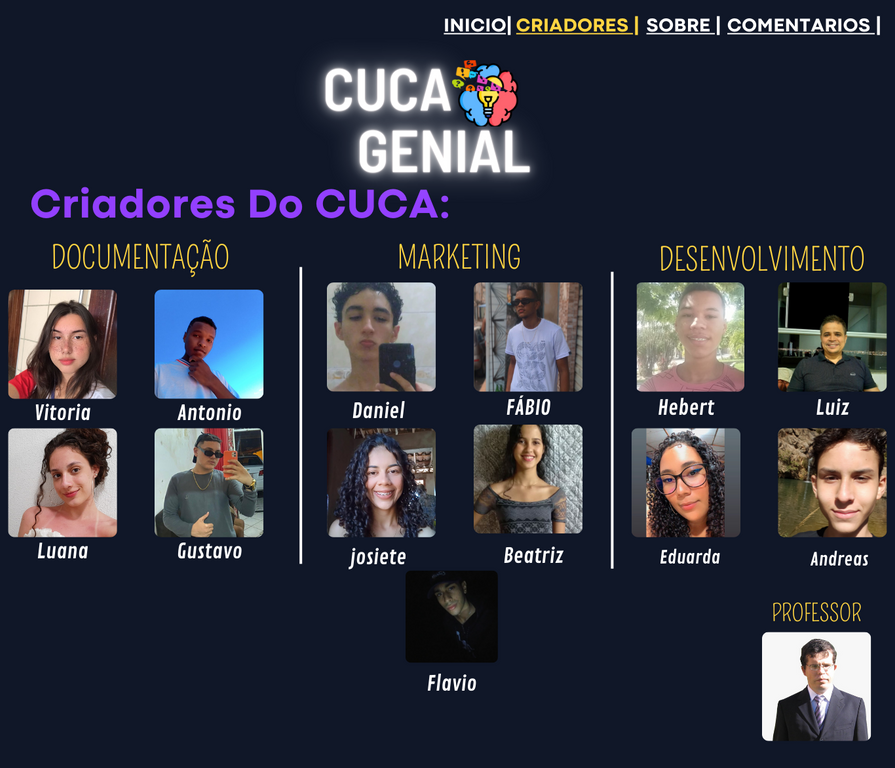 INICIO| CRIADORES | SOBRE | COMENTARIOS |
CUCA
GENIAL
Criadores Do CUCA:
DOCUMENTAÇÃO
MARKETING
DESENVOLVIMENTO
Vitoria
Antonio
Daniel
FÁBIO
Hebert
Luiz
Luana
Gustavo
josiete
Beatriz
Eduarda
Andreas
Flavio
PROFESSOR